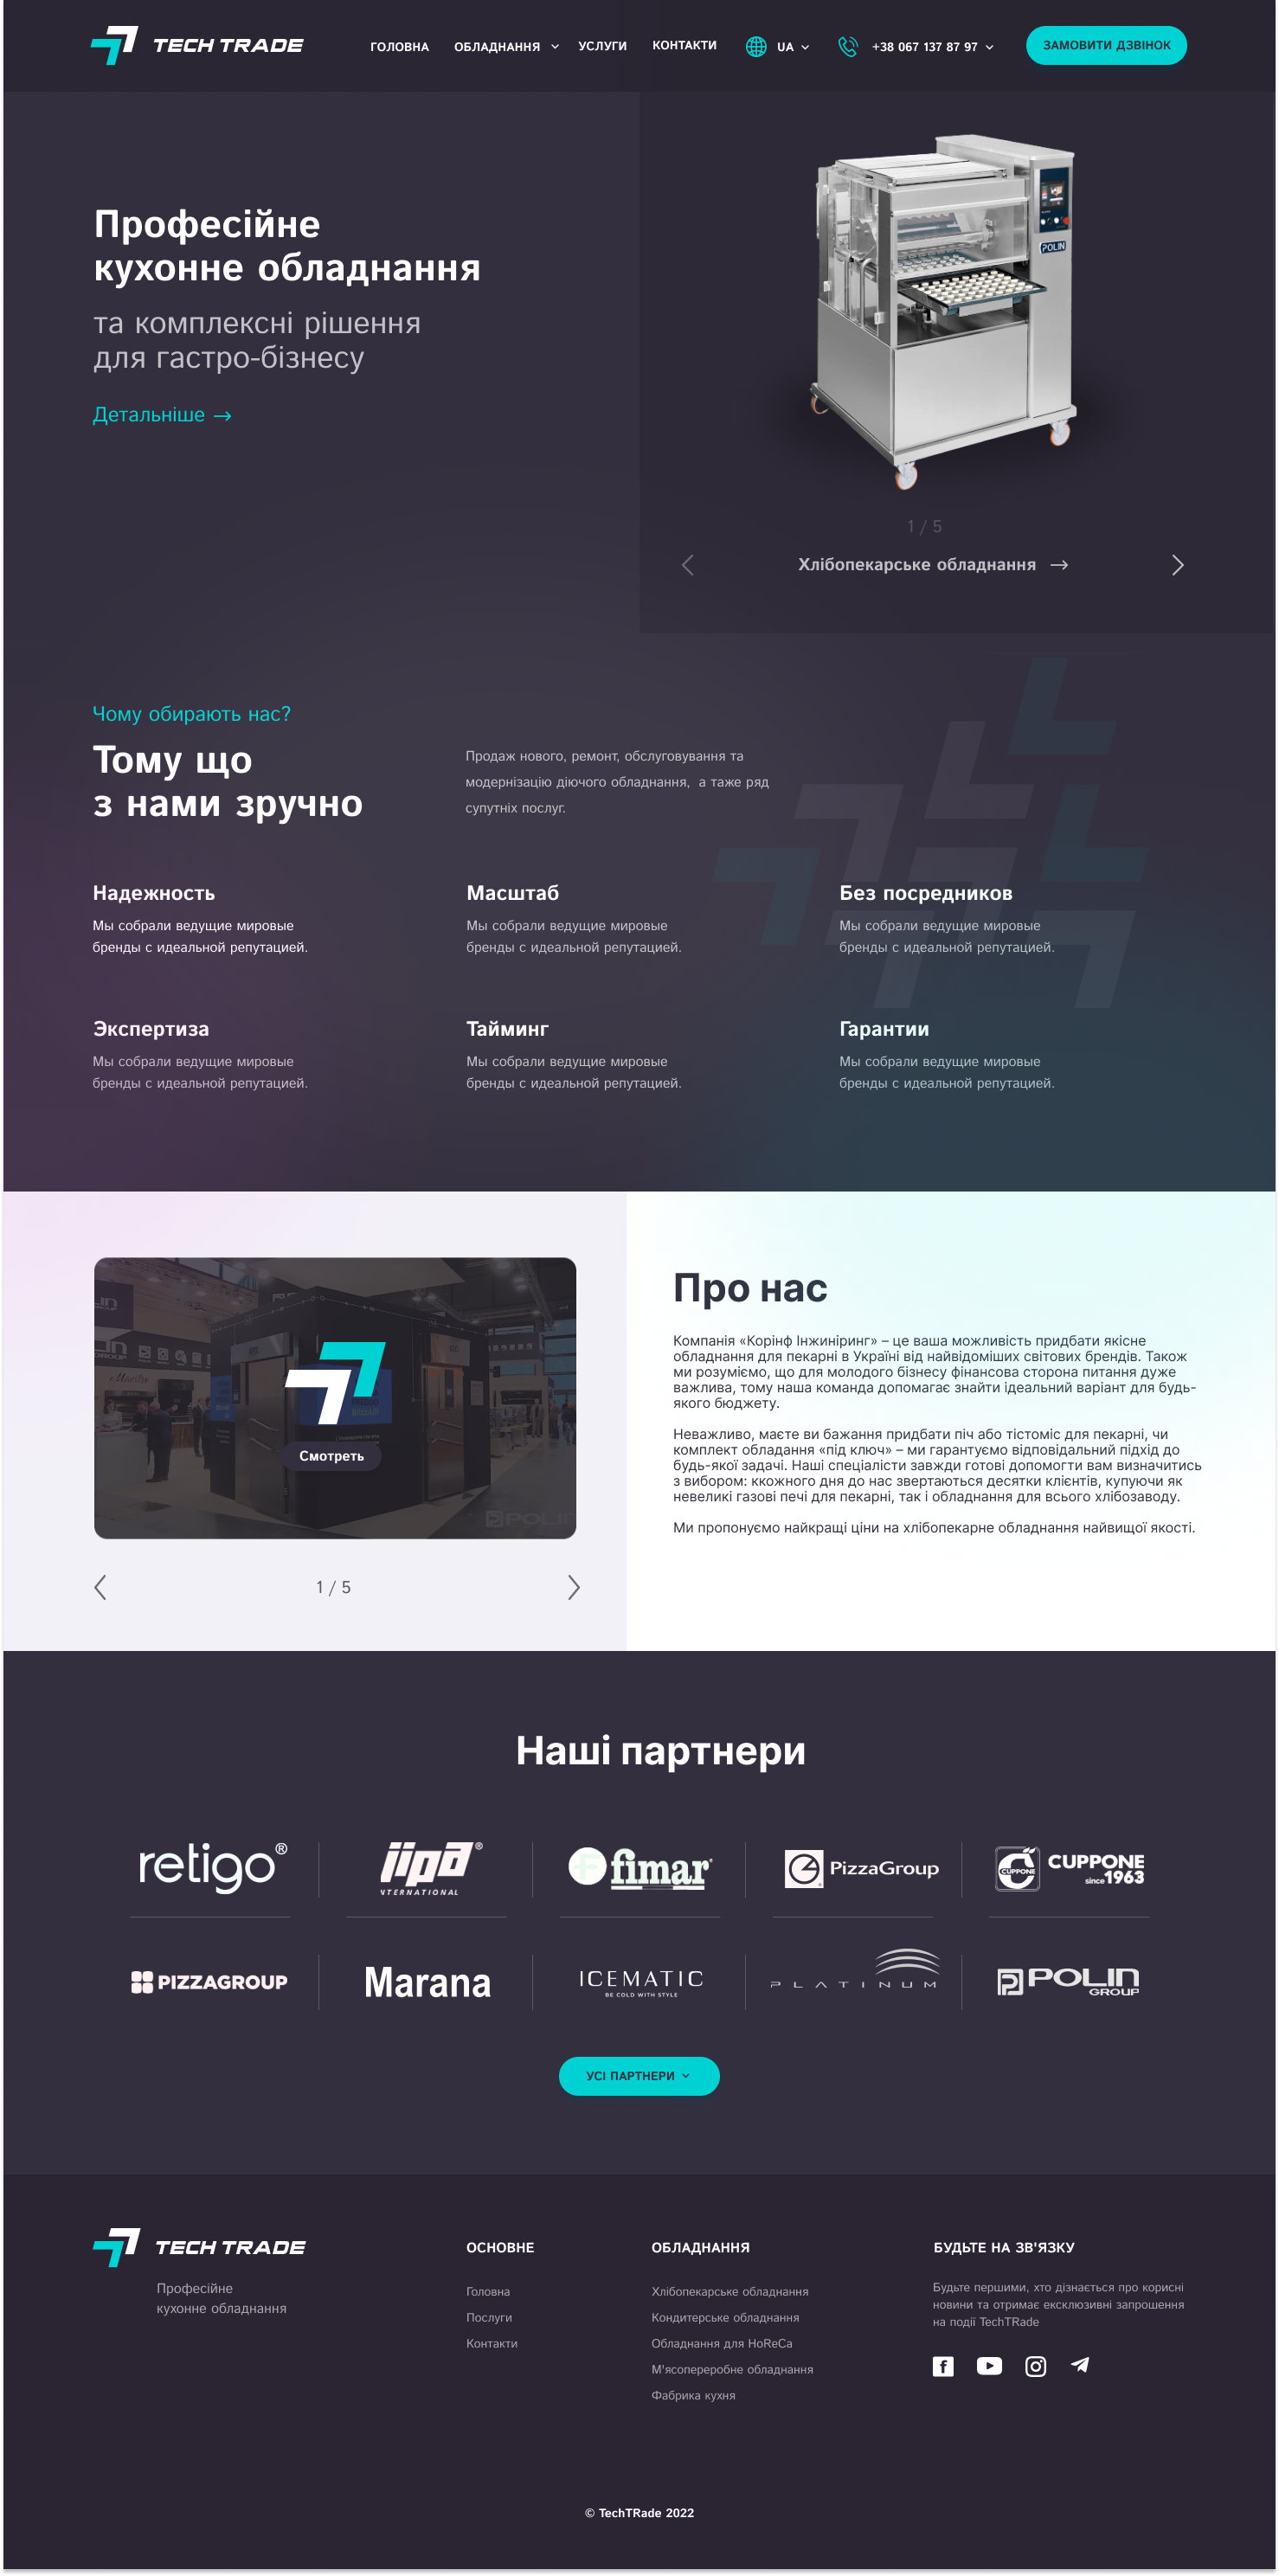 TECH TRADE
ГОЛОВНА
ОБЛАДНАННЯ
УСЛУГИ
КОНТАКТИ
UA
+38 067 137 87 97
ЗАМОВИТИ ДЗВІНОК
Професійне
кухонне обладнання
та комплексні рішення
для гастро-бізнесу
Детальніше →
POLIN
1 / 5
Хлібопекарське обладнання →
Чому обирають нас?
Тому що
з нами зручно
Продаж нового, ремонт, обслуговування та
модернізацію діючого обладнання, а таже ряд
супутніх послуг.
Надежность
Мы собрали ведущие мировые
бренды с идеальной репутацией.
Масштаб
Мы собрали ведущие мировые
бренды с идеальной репутацией.
Без посредников
Мы собрали ведущие мировые
бренды с идеальной репутацией.
Экспертиза
Мы собрали ведущие мировые
бренды с идеальной репутацией.
Тайминг
Мы собрали ведущие мировые
бренды с идеальной репутацией.
Гарантии
Мы собрали ведущие мировые
бренды с идеальной репутацией.
Смотреть
POLIN
1 / 5
Про нас
Компанія «Корінф Інжиніринг» – це ваша можливість придбати якісне
обладнання для пекарні в Україні від найвідоміших світових брендів. Також
ми розуміємо, що для молодого бізнесу фінансова сторона питання дуже
важлива, тому наша команда допомагає знайти ідеальний варіант для будь-
якого бюджету.
Неважливо, маєте ви бажання придбати піч або тістоміс для пекарні, чи
комплект обладання «під ключ» – ми гарантуємо відповідальний підхід до
будь-якої задачі. Наші спеціалісти завжди готові допомогти вам визначитись
з вибором: ккожного дня до нас звертаються десятки клієнтів, купуючи як
невеликі газові печі для пекарні, так і обладнання для всього хлібозаводу.
Ми пропонуємо найкращі ціни на хлібопекарне обладнання найвищої якості.
Наші партнери
retigo®
iipa®
INTERNATIONAL
fimar®
PizzaGroup
CUPPONE
CUPPONE
since 1963
PIZZAGROUP
Marana
ICEMATIC
BE COLD WITH STYLE
PLATINUM
POLIN
GROUP
УСІ ПАРТНЕРИ
TECH TRADE
Професійне
кухонне обладнання
ОСНОВНЕ
Головна
Послуги
Контакти
ОБЛАДНАННЯ
Хлібопекарське обладнання
Кондитерське обладнання
Обладнання для HoReCa
М'ясопереробне обладнання
Фабрика кухня
БУДЬТЕ НА ЗВ'ЯЗКУ
Будьте першими, хто дізнається про корисні
новини та отримає ексклюзивні запрошення
на події TechTRade
© TechTRade 2022